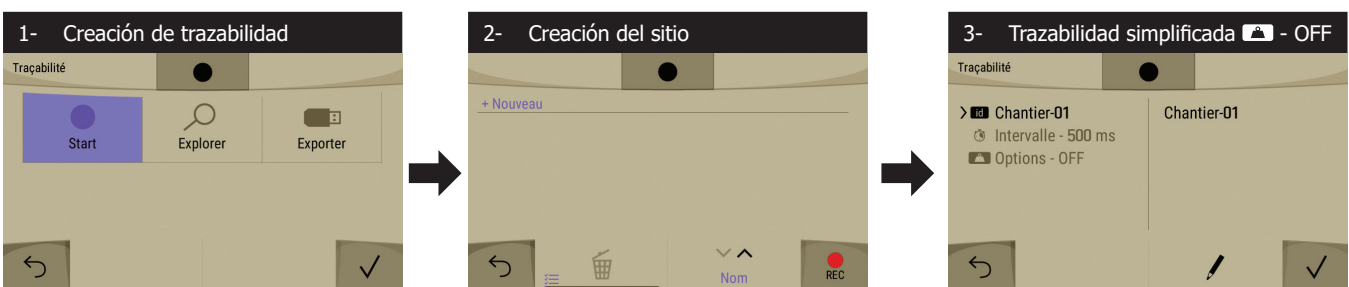 1- Creación de trazabilidad
Traçabilité
Start
Explorer
Exporter
2- Creación del sitio
+ Nouveau
Nom
REC
3- Trazabilidad simplificada - OFF
Traçabilité
id Chantier-01
Intervalle - 500 ms
Options - OFF
Chantier-01